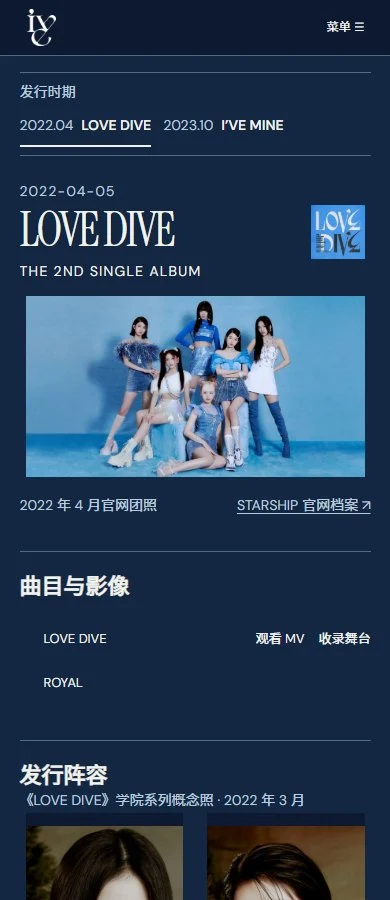 ive
菜单 ☰
发行时期
2022.04 LOVE DIVE 2023.10 I'VE MINE
2022-04-05
LOVE DIVE
LOVE
DIVE
THE 2ND SINGLE ALBUM
2022 年 4 月官网团照 STARSHIP 官网档案 ↗
曲目与影像
LOVE DIVE 观看 MV 收录舞台
ROYAL
发行阵容
《LOVE DIVE》学院系列概念照 · 2022 年 3 月